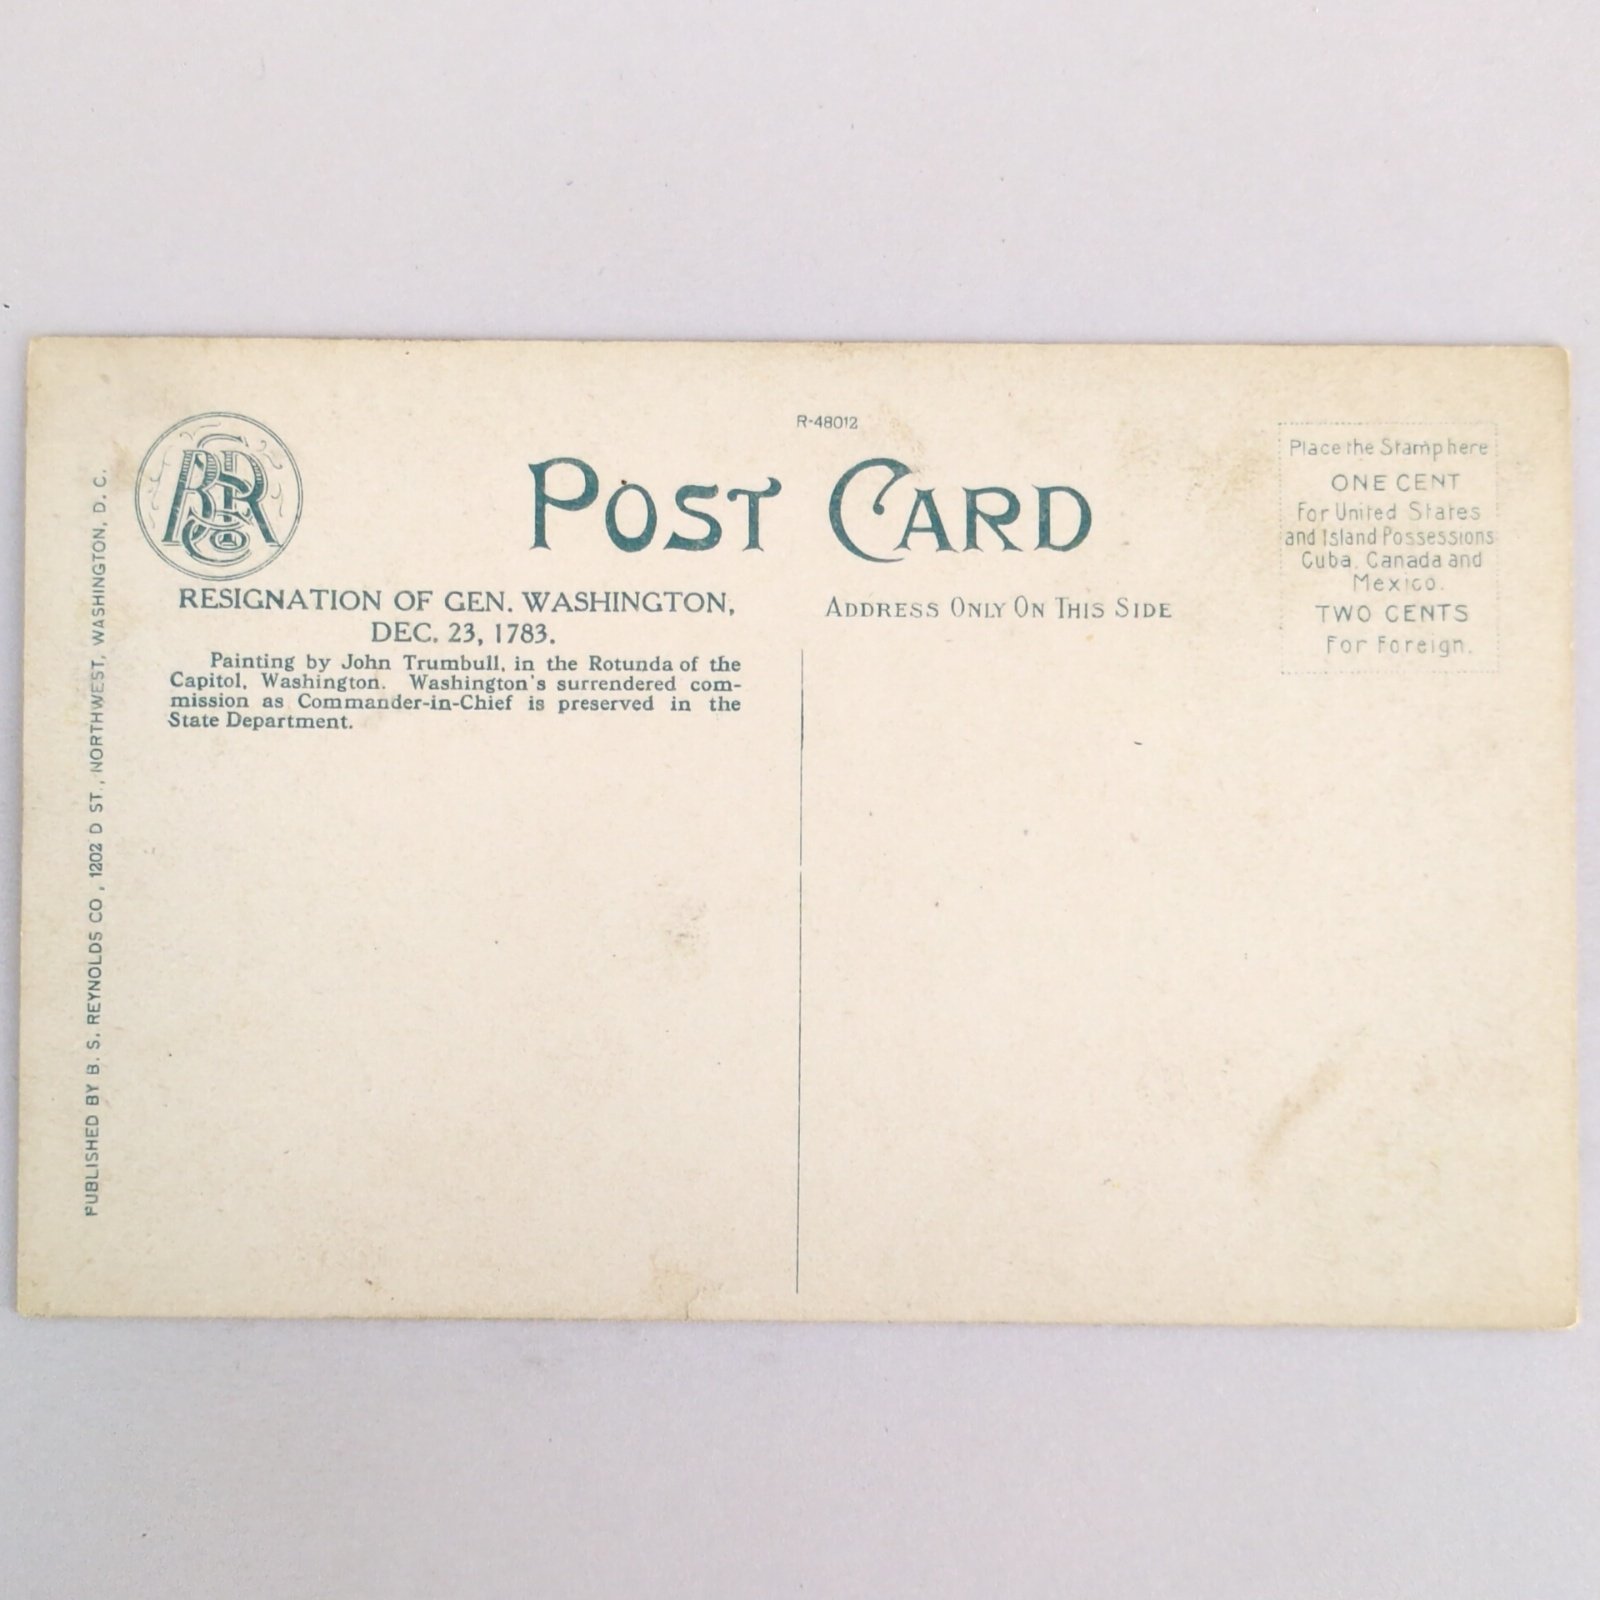 BSR Co
R-48012
POST CARD
Place the Stamp here
ONE CENT
For United States
and Island Possessions
Cuba, Canada and
Mexico.
TWO CENTS
For Foreign.
RESIGNATION OF GEN. WASHINGTON,
DEC. 23, 1783.
Painting by John Trumbull, in the Rotunda of the
Capitol, Washington. Washington's surrendered com-
mission as Commander-in-Chief is preserved in the
State Department.
ADDRESS ONLY ON THIS SIDE
PUBLISHED BY B. S. REYNOLDS CO., 1202 D ST., NORTHWEST, WASHINGTON, D. C.